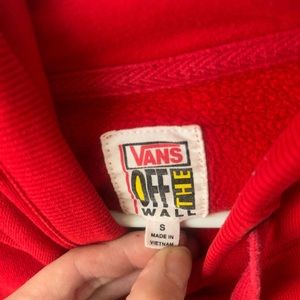 VANS
OFF THE
WALL
S
MADE IN
VIETNAM